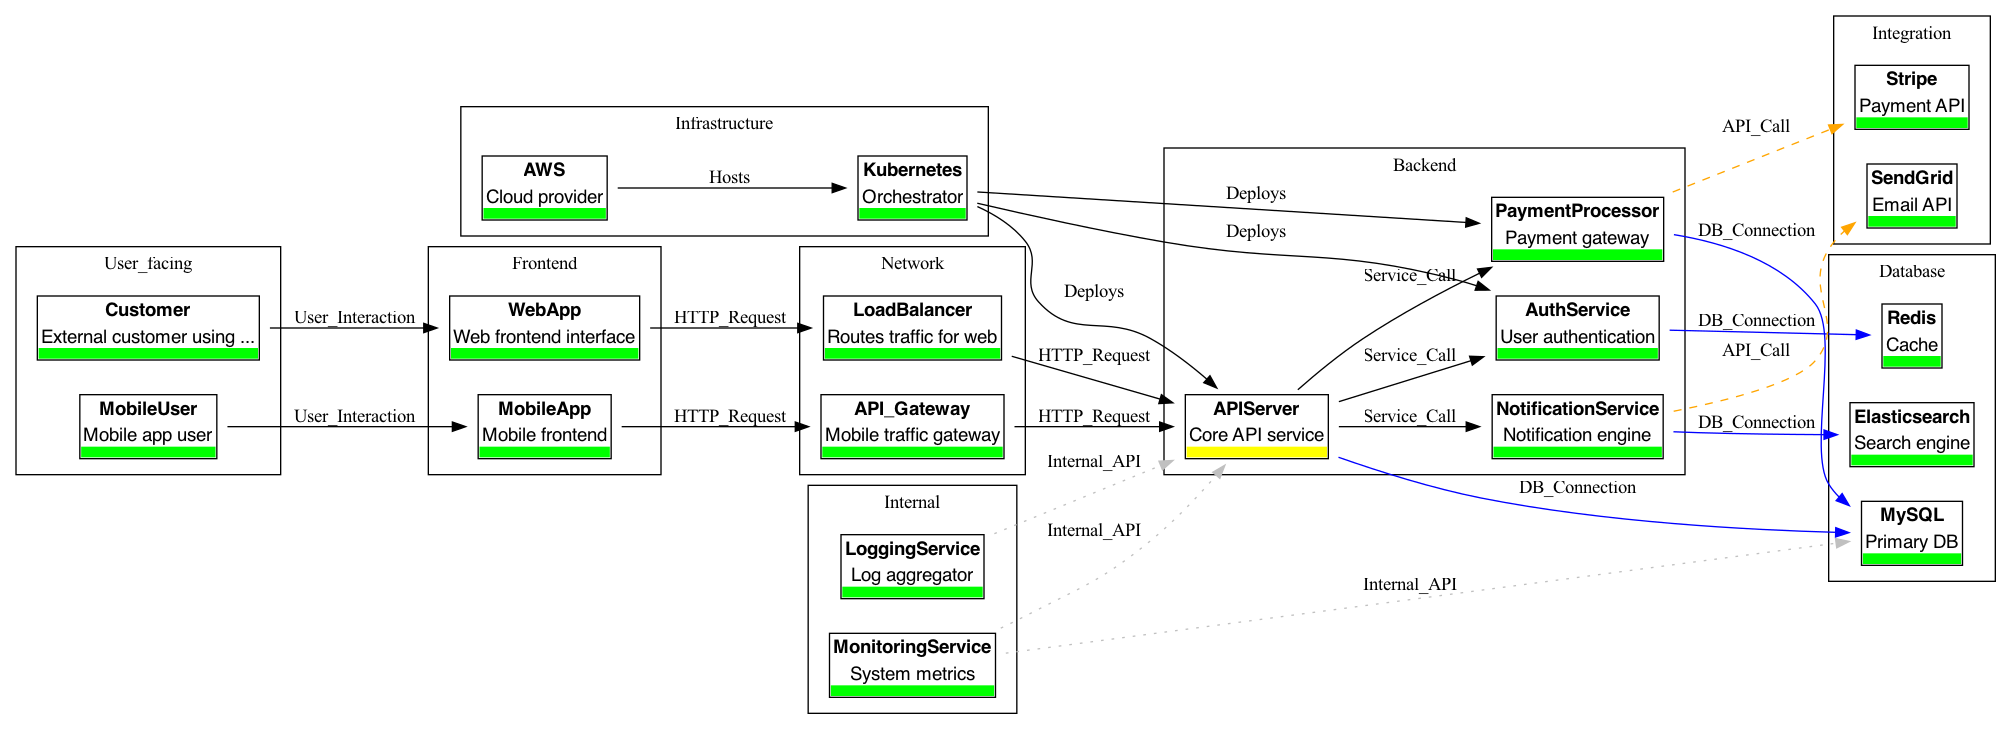 Integration
Stripe
Payment API
SendGrid
Email API
Infrastructure
AWS
Cloud provider
Hosts
Kubernetes
Orchestrator
API_Call
Backend
Deploys
Deploys
Deploys
PaymentProcessor
Payment gateway
DB_Connection
User_facing
Customer
External customer using ...
MobileUser
Mobile app user
User_Interaction
User_Interaction
Frontend
WebApp
Web frontend interface
MobileApp
Mobile frontend
HTTP_Request
HTTP_Request
Network
LoadBalancer
Routes traffic for web
API_Gateway
Mobile traffic gateway
HTTP_Request
HTTP_Request
APIServer
Core API service
Service_Call
Service_Call
Service_Call
AuthService
User authentication
NotificationService
Notification engine
DB_Connection
API_Call
DB_Connection
DB_Connection
Database
Redis
Cache
Elasticsearch
Search engine
MySQL
Primary DB
Internal
LoggingService
Log aggregator
MonitoringService
System metrics
Internal_API
Internal_API
Internal_API